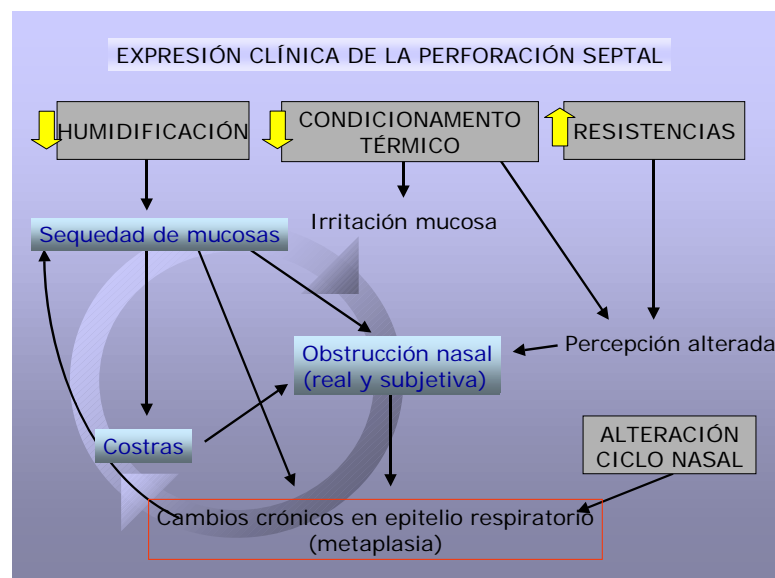 EXPRESIÓN CLÍNICA DE LA PERFORACIÓN SEPTAL
HUMIDIFICACIÓN
CONDICIONAMENTO
TÉRMICO
RESISTENCIAS
Irritación mucosa
Sequedad de mucosas
Obstrucción nasal
(real y subjetiva)
Percepción alterada
Costras
ALTERACIÓN
CICLO NASAL
Cambios crónicos en epitelio respiratorio
(metaplasia)